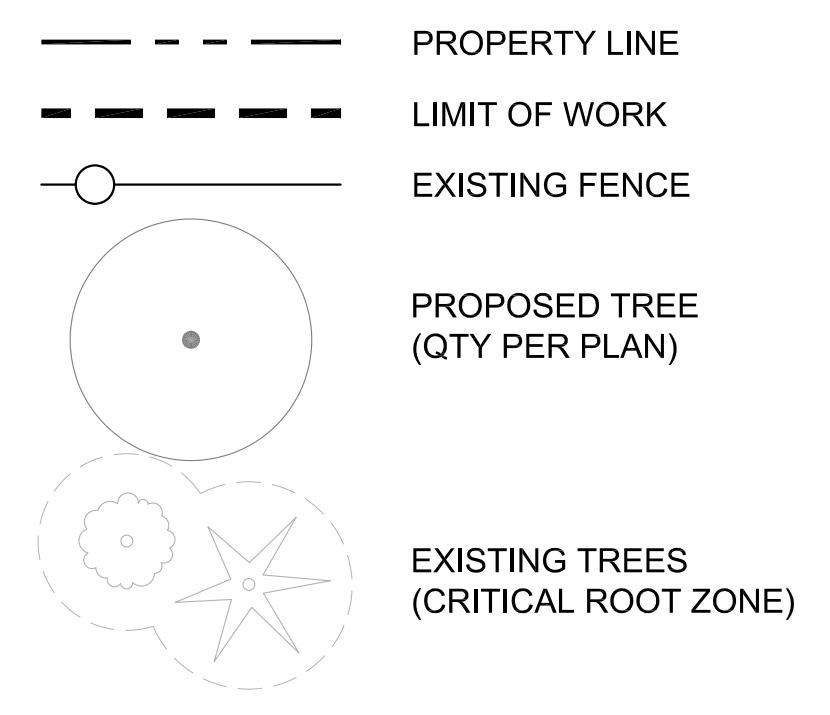 PROPERTY LINE
LIMIT OF WORK
EXISTING FENCE
PROPOSED TREE
(QTY PER PLAN)
EXISTING TREES
(CRITICAL ROOT ZONE)